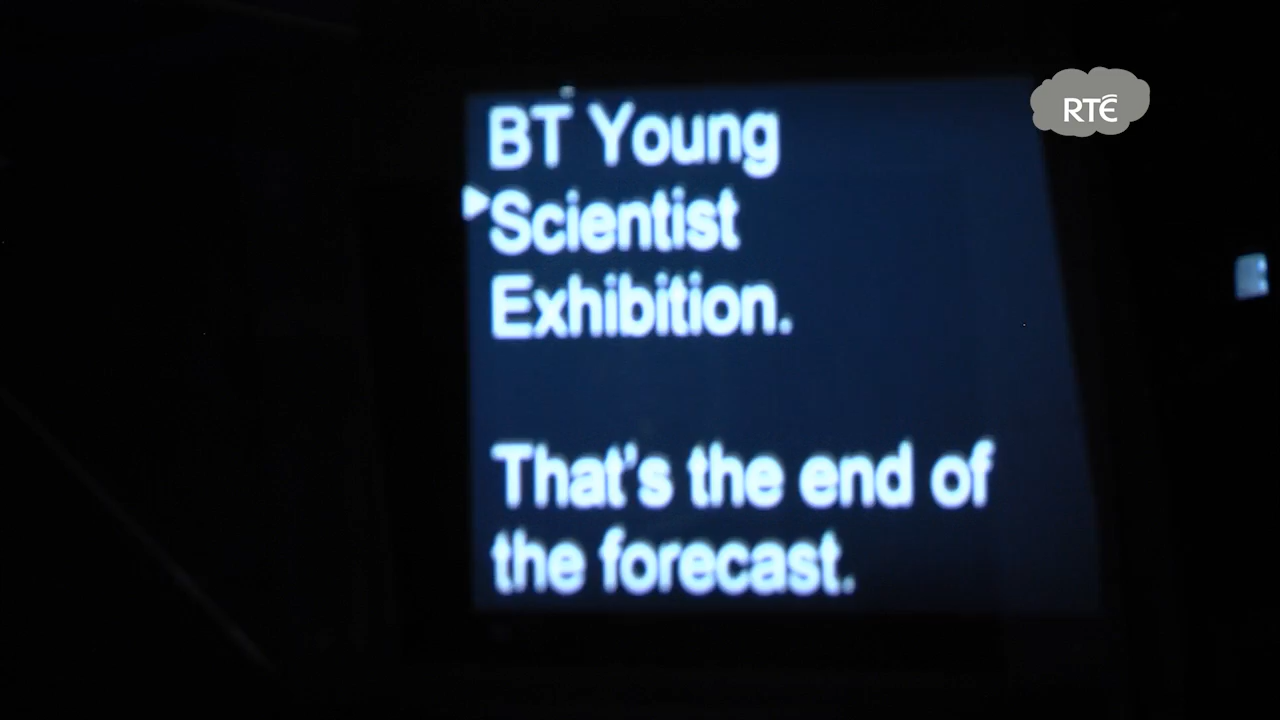 RTÉ
BT Young
Scientist
Exhibition.
That's the end of
the forecast.